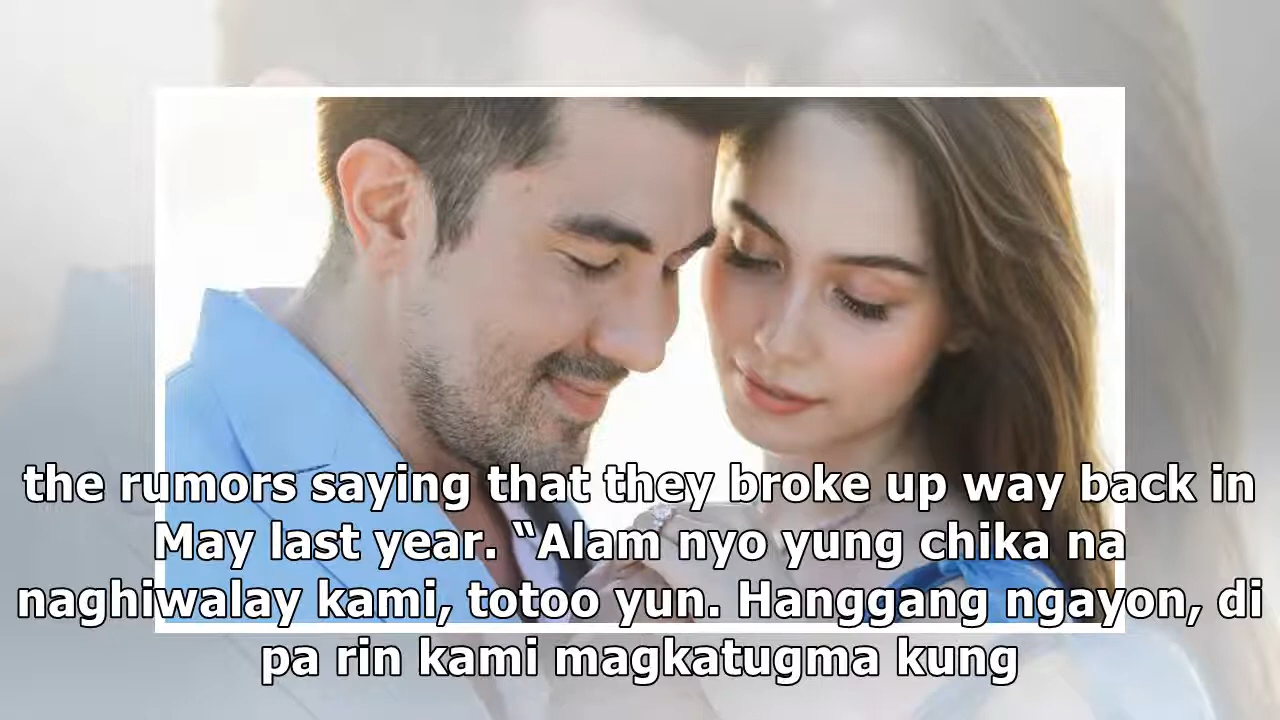 the rumors saying that they broke up way back in
May last year. “Alam nyo yung chika na
naghiwalay kami, totoo yun. Hanggang ngayon, di
pa rin kami magkatugma kung